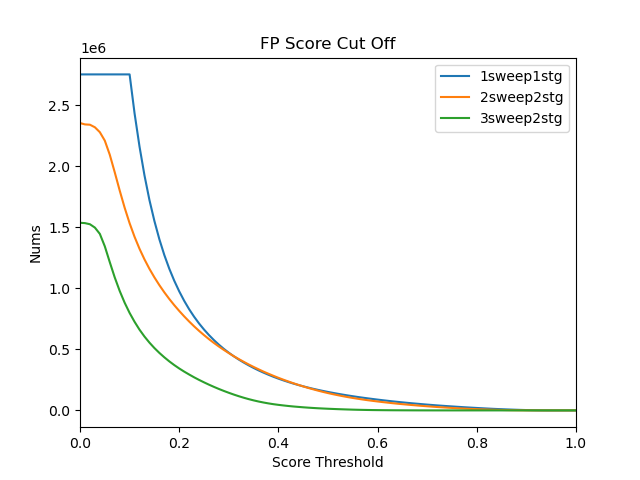 FP Score Cut Off
1e6
1sweep1stg
2sweep2stg
3sweep2stg
2.5
2.0
1.5
1.0
0.5
0.0
Nums
0.0 0.2 0.4 0.6 0.8 1.0
Score Threshold